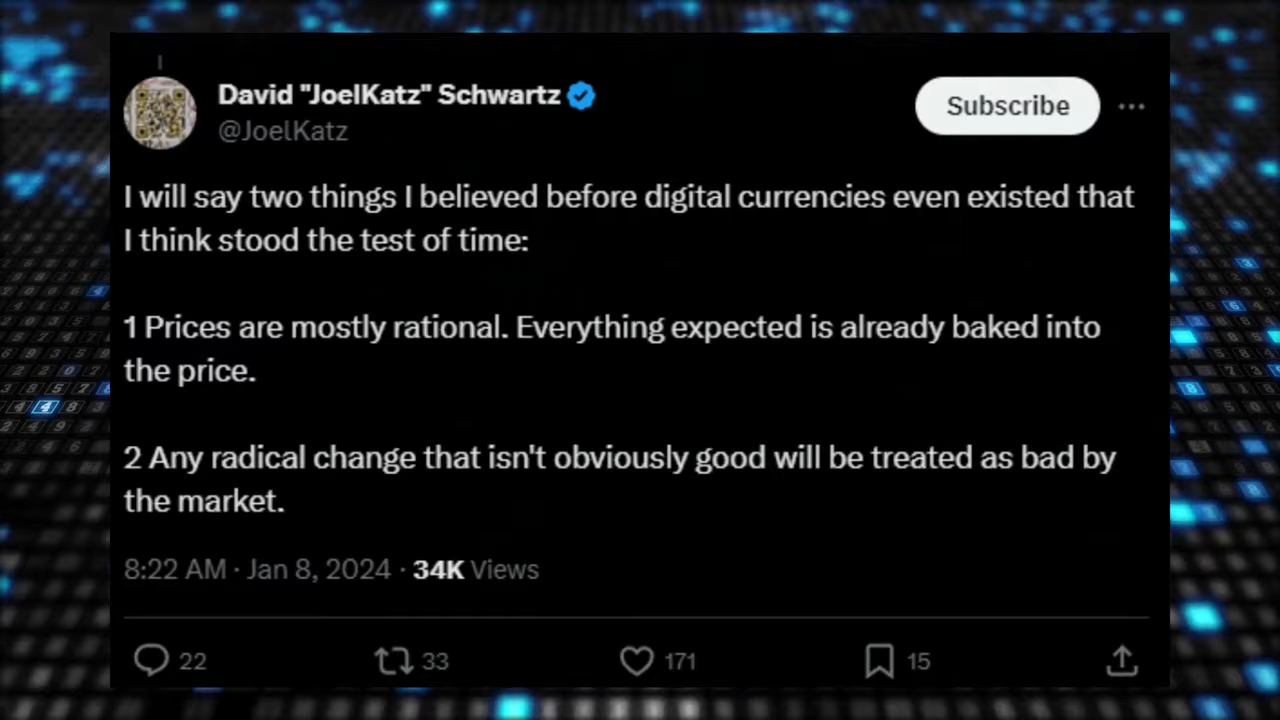 David "JoelKatz" Schwartz
Subscribe
@JoelKatz
I will say two things I believed before digital currencies even existed that
I think stood the test of time:
1 Prices are mostly rational. Everything expected is already baked into
the price.
2 Any radical change that isn't obviously good will be treated as bad by
the market.
8:22 AM · Jan 8, 2024 · 34K Views
22 33 171 15